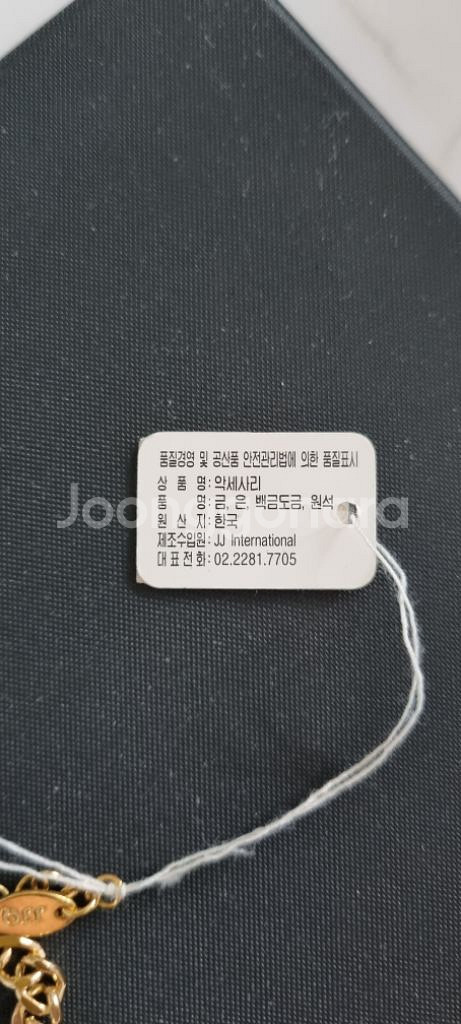 품질경영 및 공산품 안전관리법에 의한 품질표시
상 품 명: 악세사리
품 명: 금, 은, 백금도금, 원석
원 산 지: 한국
제조수입원: JJ International
대표전화: 02.2281.7705
Joonggonara